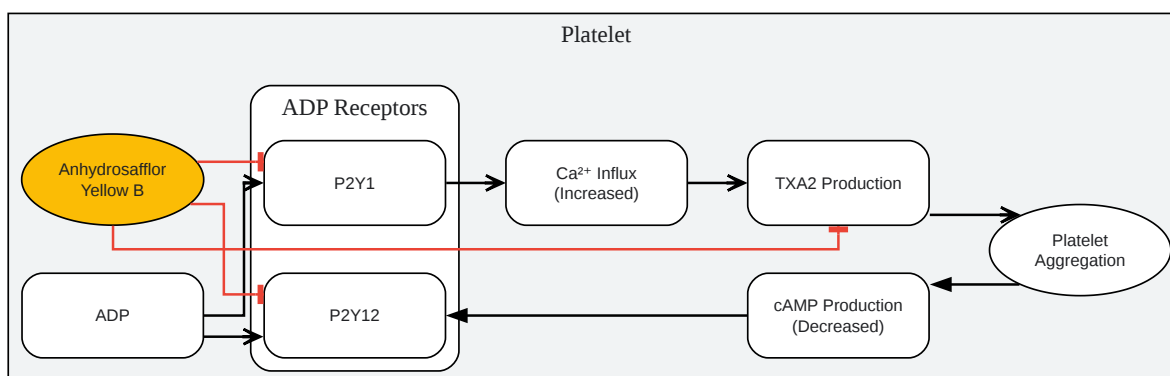 Platelet
ADP Receptors
Anhydrosafflor
Yellow B
P2Y1
Ca²⁺ Influx
(Increased)
TXA2 Production
Platelet
Aggregation
ADP
P2Y12
cAMP Production
(Decreased)